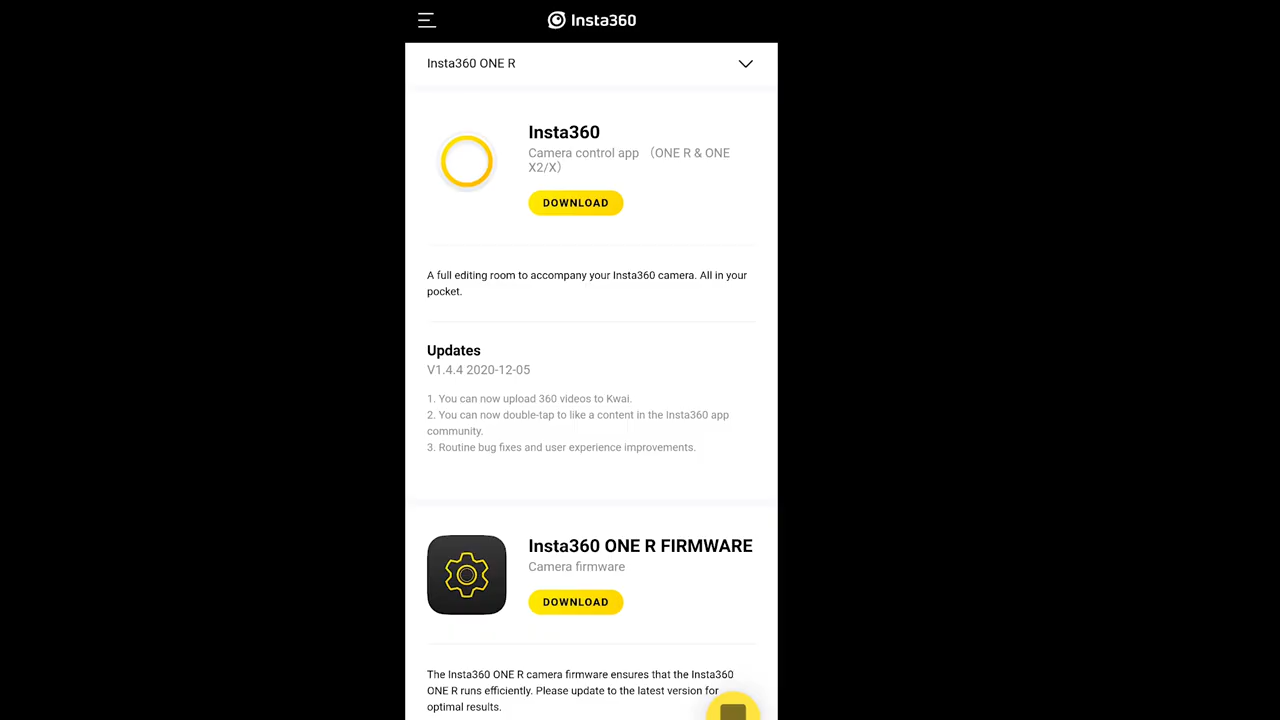 Insta360
Insta360 ONE R
Insta360
Camera control app （ONE R & ONE
X2/X）
DOWNLOAD
A full editing room to accompany your Insta360 camera. All in your
pocket.
Updates
V1.4.4 2020-12-05
1. You can now upload 360 videos to Kwai.
2. You can now double-tap to like a content in the Insta360 app
community.
3. Routine bug fixes and user experience improvements.
Insta360 ONE R FIRMWARE
Camera firmware
DOWNLOAD
The Insta360 ONE R camera firmware ensures that the Insta360
ONE R runs efficiently. Please update to the latest version for
optimal results.